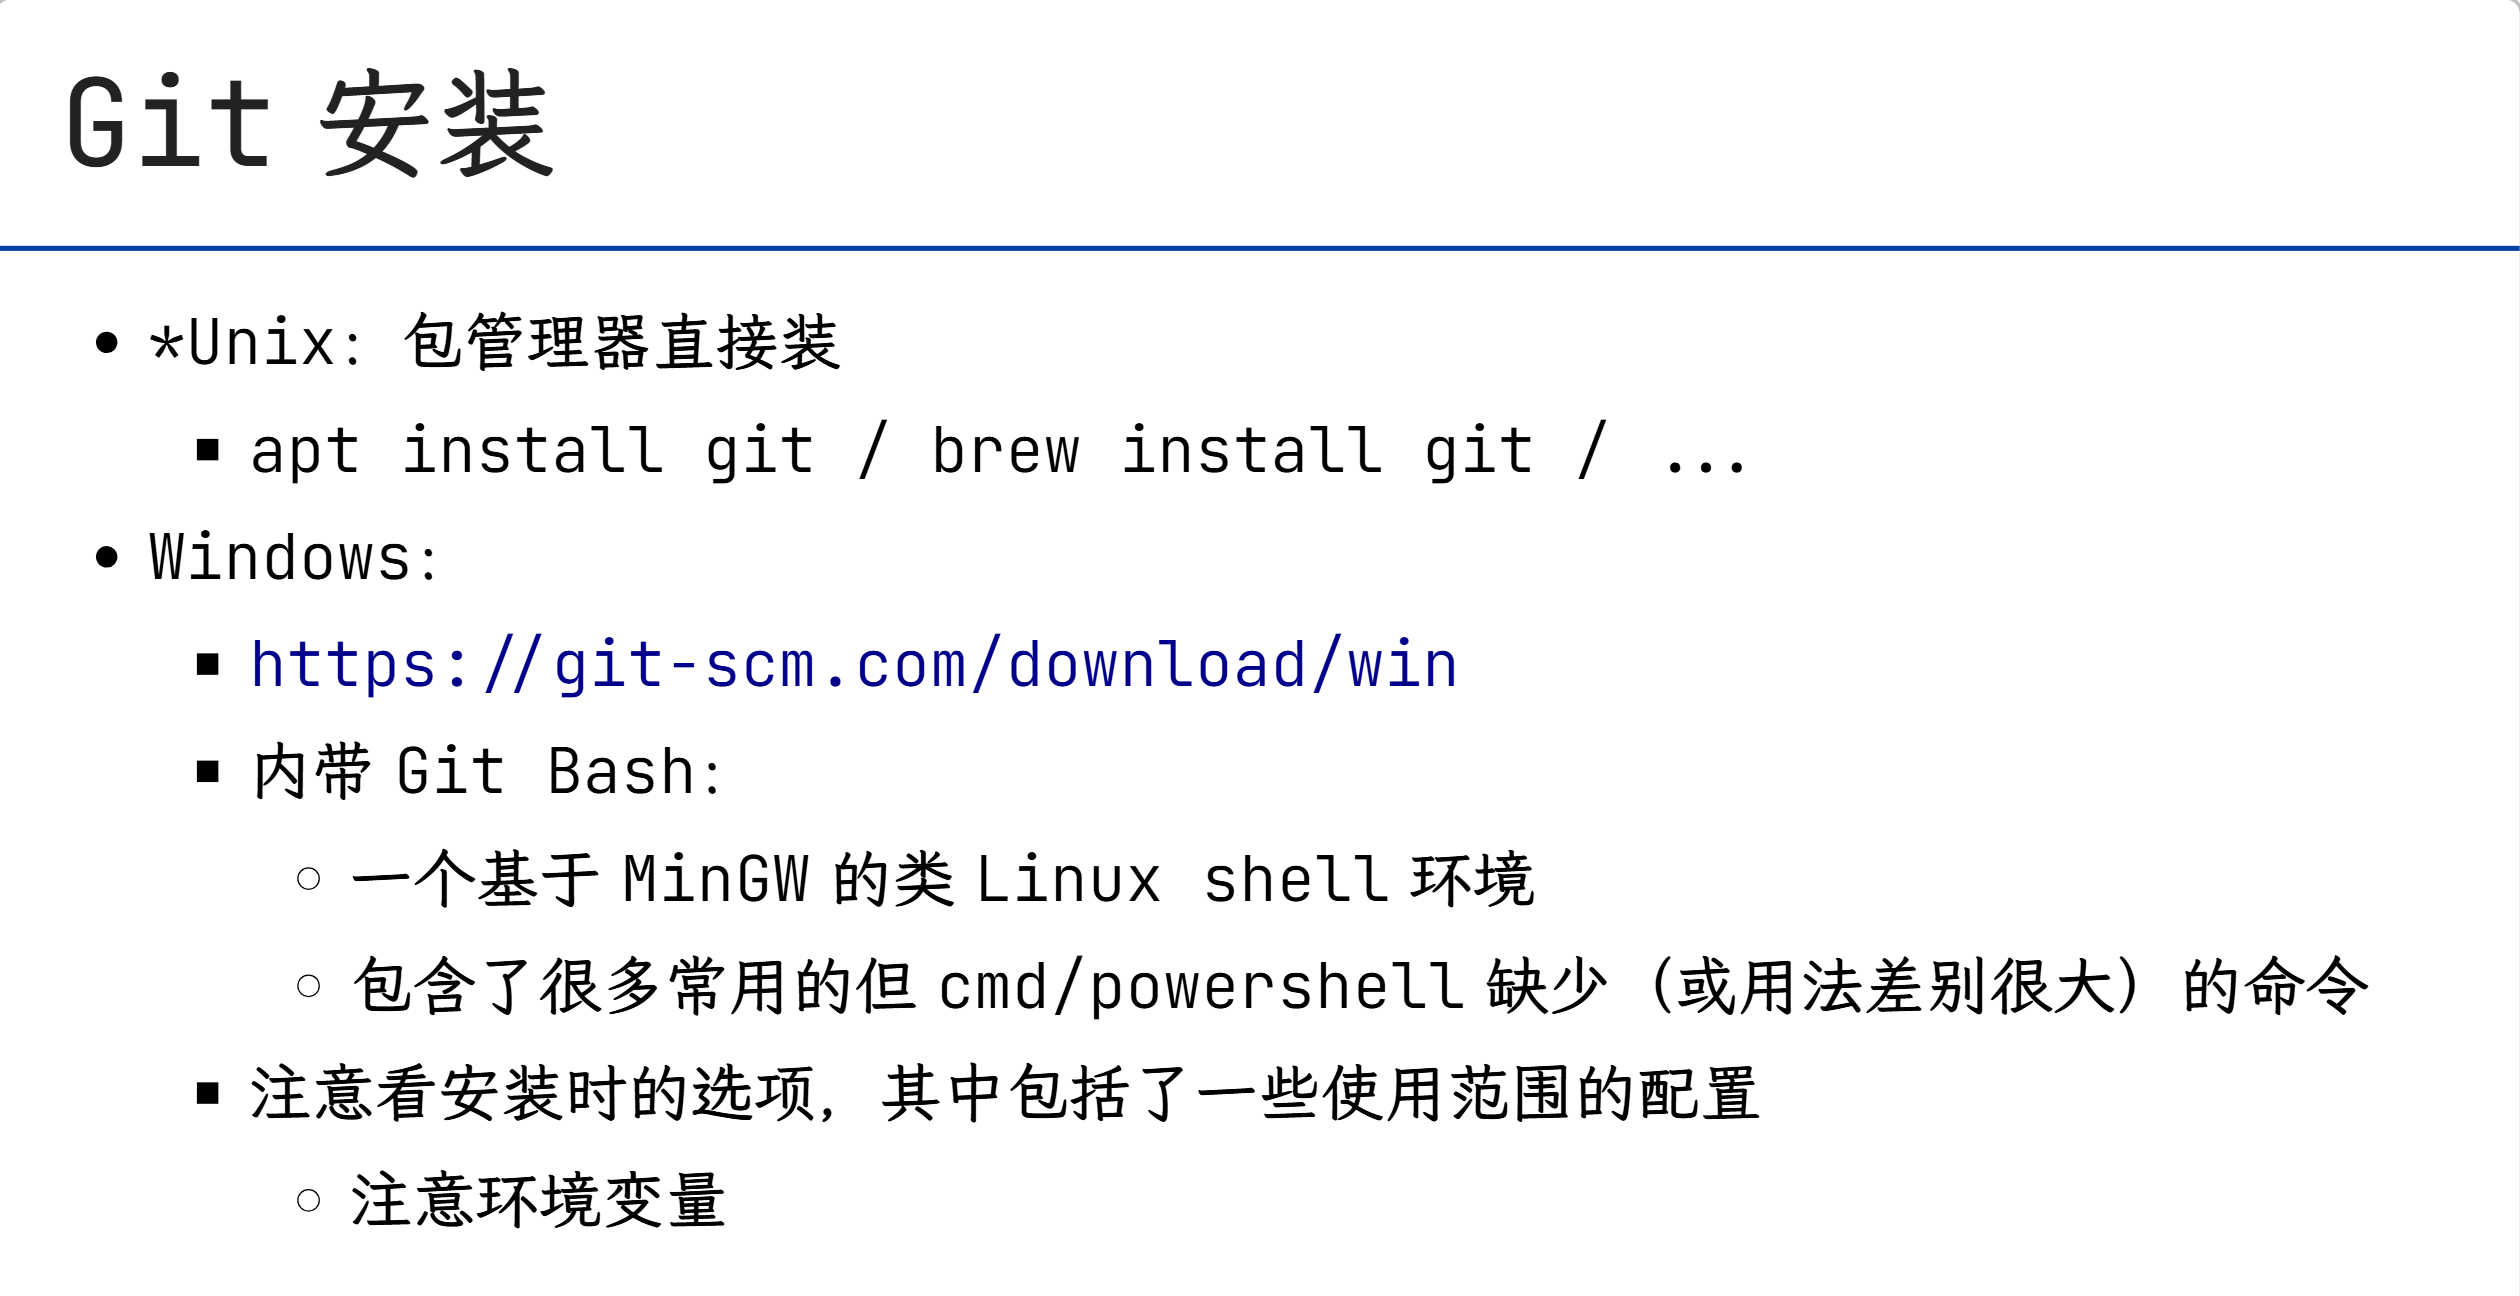 Git 安装
*Unix: 包管理器直接装
apt install git / brew install git / ...
Windows:
https://git-scm.com/download/win
内带 Git Bash:
一个基于 MinGW 的类 Linux shell 环境
包含了很多常用的但 cmd/powershell 缺少（或用法差别很大）的命令
注意看安装时的选项，其中包括了一些使用范围的配置
注意环境变量